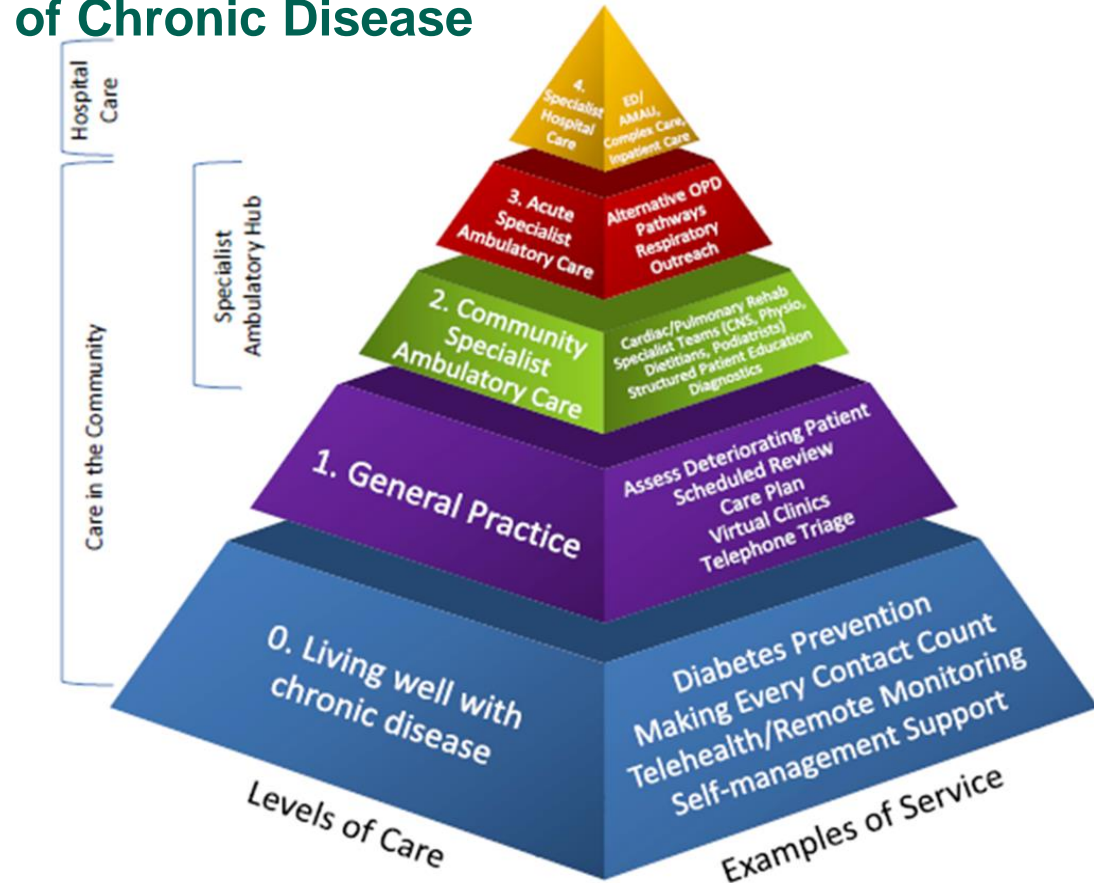 of Chronic Disease
Hospital
Care
Specialist
Ambulatory Hub
Care in the Community
4.
Specialist
Hospital
Care
ED/
AMAU,
Complex Care,
Inpatient Care
3. Acute
Specialist
Ambulatory Care
Alternative OPD
Pathways
Respiratory
Outreach
2. Community
Specialist
Ambulatory Care
Cardiac/Pulmonary Rehab
Specialist Teams (CNS, Physio,
Dietitians, Podiatrists)
Structured Patient Education
Diagnostics
1. General Practice
Assess Deteriorating Patient
Scheduled Review
Care Plan
Virtual Clinics
Telephone Triage
0. Living well with
chronic disease
Diabetes Prevention
Making Every Contact Count
Telehealth/Remote Monitoring
Self-management Support
Levels of Care
Examples of Service